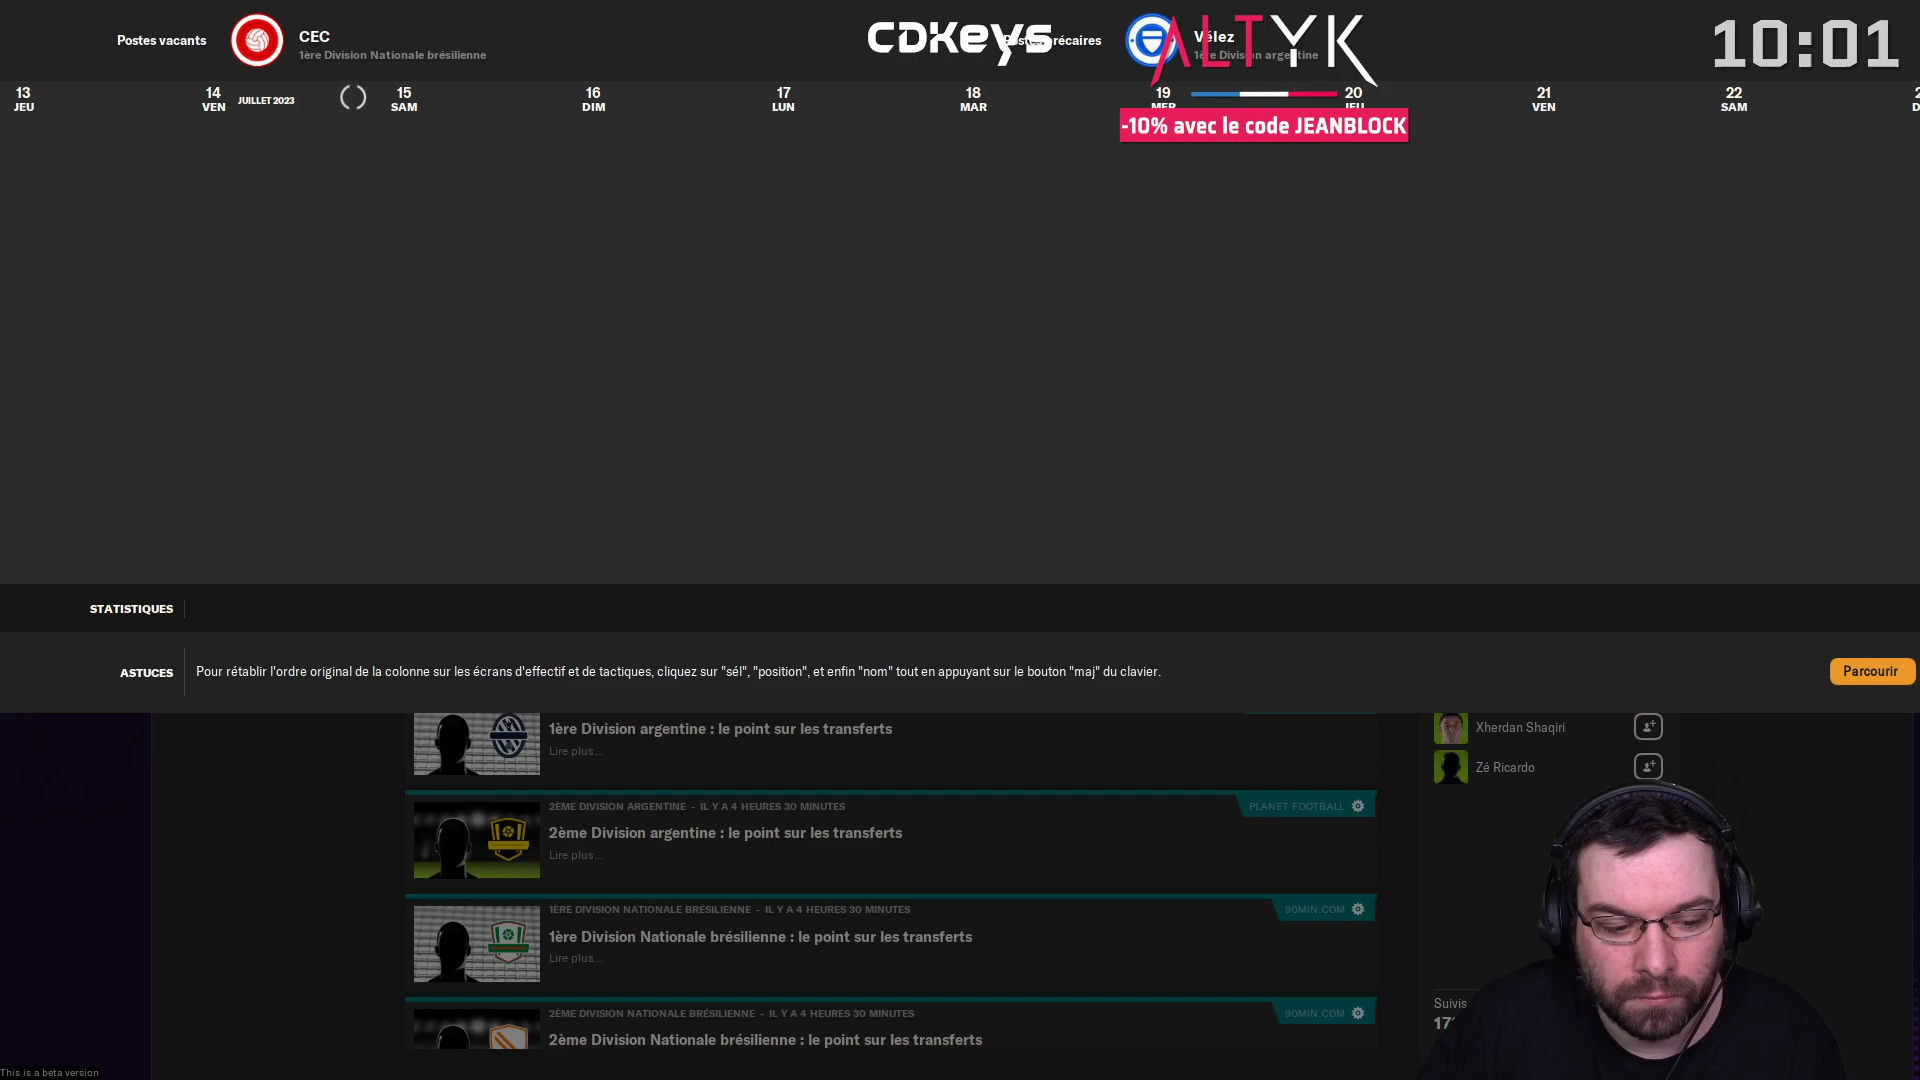 Postes vacants
CEC
1ère Division Nationale brésilienne
CDKeys
Postes précaires
Vélez
1ère Division argentine
ALTYK
10:01
13
JEU
14
VEN
JUILLET 2023
15
SAM
16
DIM
17
LUN
18
MAR
19
MER
20
JEU
21
VEN
22
SAM
-10% avec le code JEANBLOCK
STATISTIQUES
ASTUCES
Pour rétablir l'ordre original de la colonne sur les écrans d'effectif et de tactiques, cliquez sur "sél", "position", et enfin "nom" tout en appuyant sur le bouton "maj" du clavier.
Parcourir
1ère Division argentine : le point sur les transferts
Lire plus...
Xherdan Shaqiri
Zé Ricardo
2ÈME DIVISION ARGENTINE - IL Y A 4 HEURES 30 MINUTES
PLANET FOOTBALL
2ème Division argentine : le point sur les transferts
Lire plus...
1ÈRE DIVISION NATIONALE BRÉSILIENNE - IL Y A 4 HEURES 30 MINUTES
90MIN.COM
1ère Division Nationale brésilienne : le point sur les transferts
Lire plus...
2ÈME DIVISION NATIONALE BRÉSILIENNE - IL Y A 4 HEURES 30 MINUTES
90MIN.COM
2ème Division Nationale brésilienne : le point sur les transferts
Suivis
This is a beta version